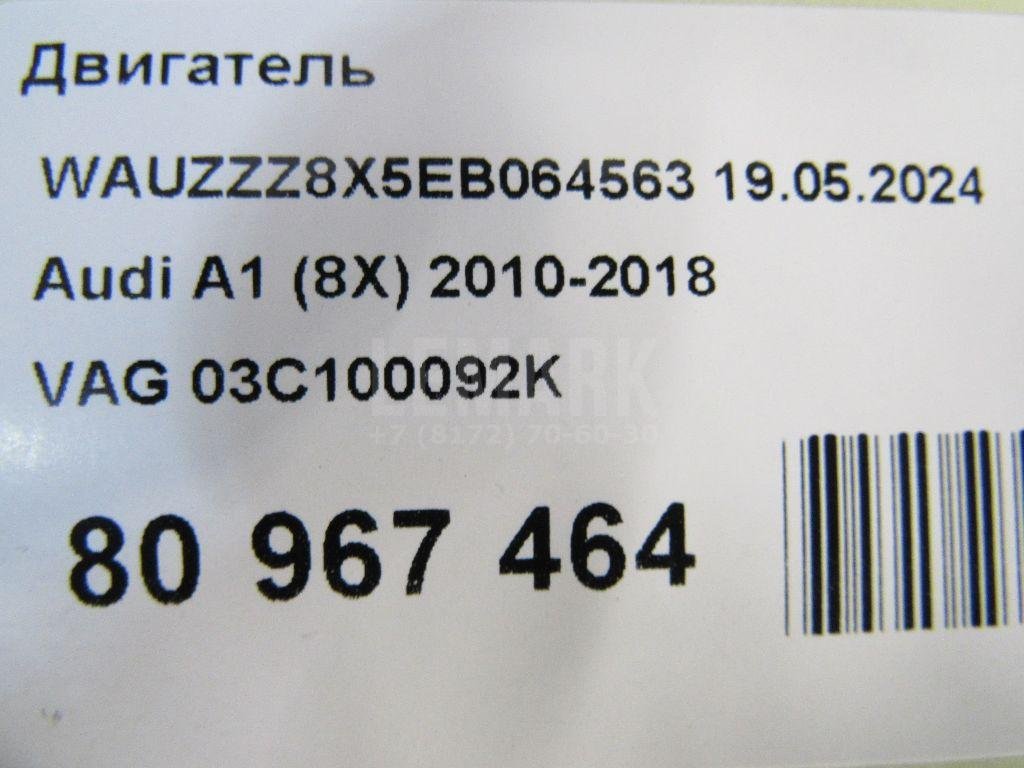 Двигатель
WAUZZZ8X5EB064563 19.05.2024
Audi A1 (8X) 2010-2018
VAG 03C100092K
LEMARK
+7 (8172) 70-60-30
80 967 464